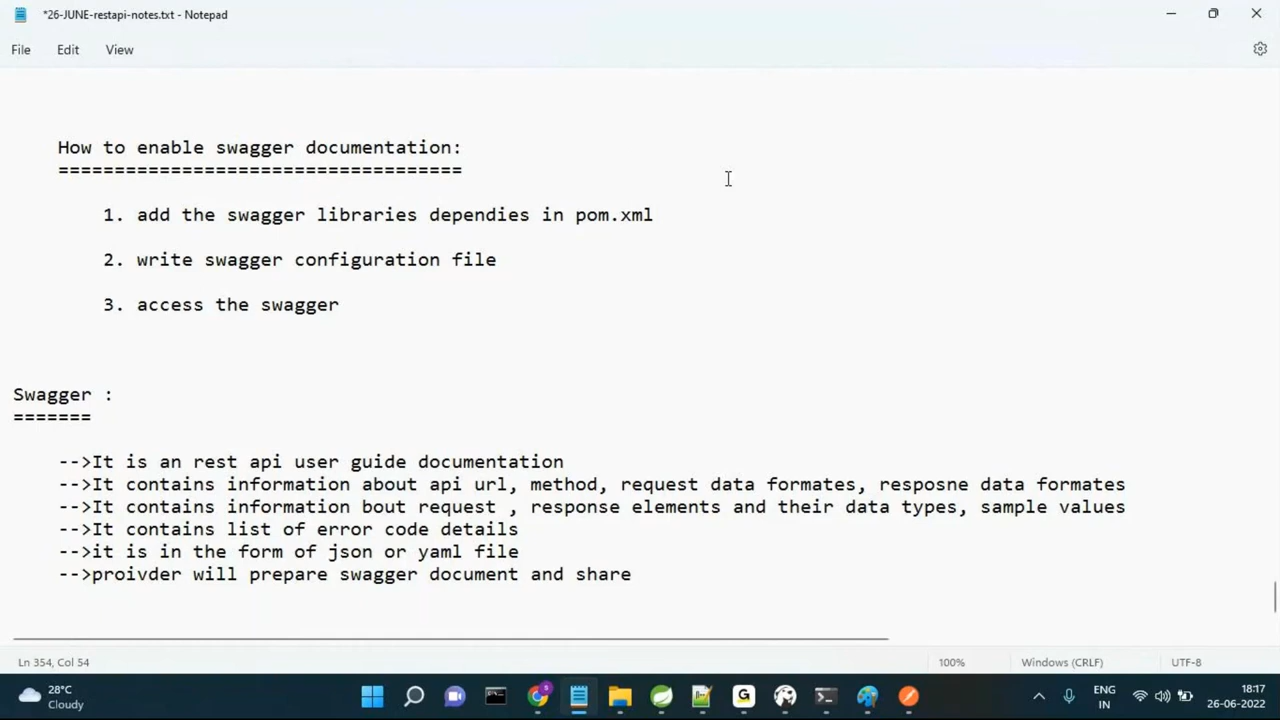 *26-JUNE-restapi-notes.txt - Notepad
File Edit View
How to enable swagger documentation:
====================================
1. add the swagger libraries dependies in pom.xml
2. write swagger configuration file
3. access the swagger
Swagger :
=======
-->It is an rest api user guide documentation
-->It contains information about api url, method, request data formates, resposne data formates
-->It contains information bout request , response elements and their data types, sample values
-->It contains list of error code details
-->it is in the form of json or yaml file
-->proivder will prepare swagger document and share
Ln 354, Col 54 100% Windows (CRLF) UTF-8
28°C
Cloudy
5
G
ENG
IN
18:17
26-06-2022